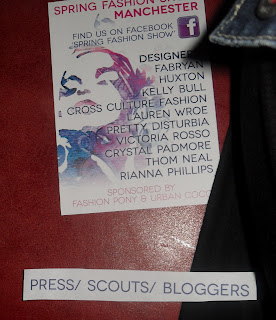 SPRING FASHION
MANCHESTER
FIND US ON FACEBOOK
'SPRING FASHION SHOW'
f
DESIGNERS
FABRYAN
HUXTON
KELLY BULL
CROSS CULTURE FASHION
LAUREN WROE
PRETTY DISTURBIA
VICTORIA ROSSO
CRYSTAL PADMORE
THOM NEAL
RIANNA PHILLIPS
SPONSORED BY
FASHION PONY & URBAN
PRESS/ SCOUTS/ BLOGGERS